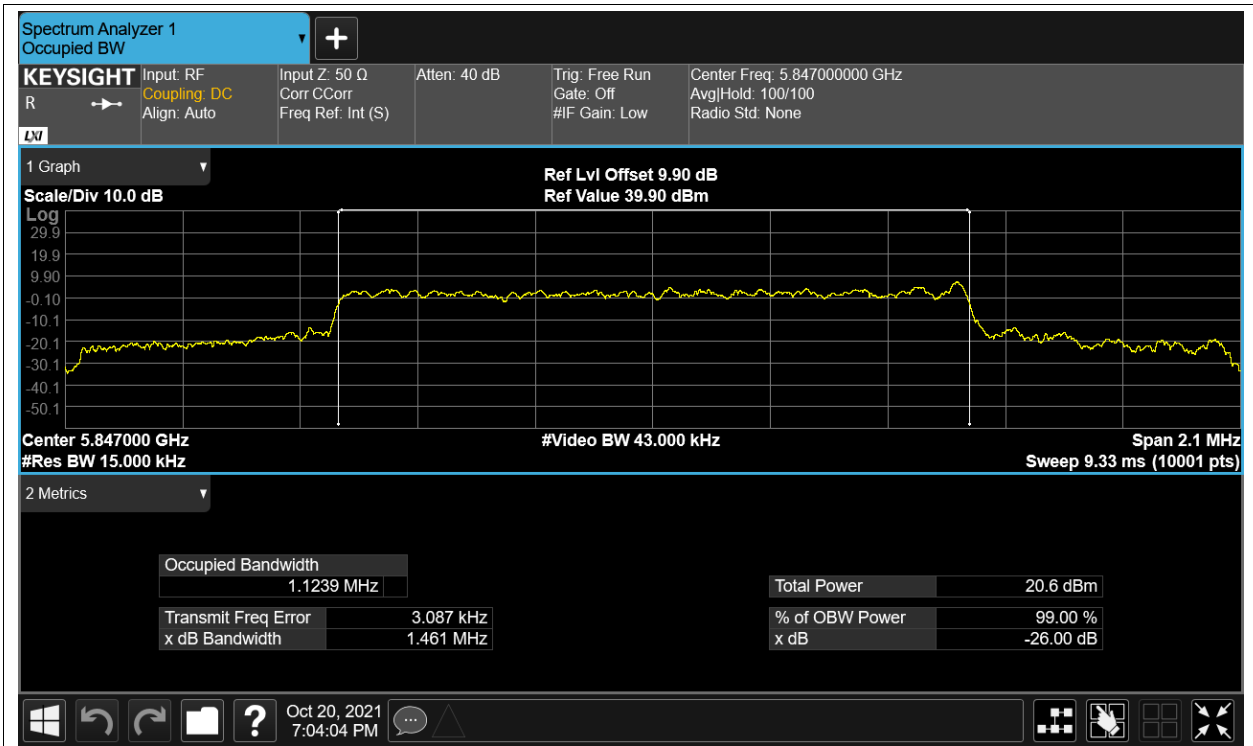 Spectrum Analyzer 1
Occupied BW
KEYSIGHT
R
LXI
Input: RF
Coupling: DC
Align: Auto
Input Z: 50 Ω
Corr CCorr
Freq Ref: Int (S)
Atten: 40 dB
Trig: Free Run
Gate: Off
#IF Gain: Low
Center Freq: 5.847000000 GHz
Avg|Hold: 100/100
Radio Std: None
1 Graph
Scale/Div 10.0 dB
Ref Lvl Offset 9.90 dB
Ref Value 39.90 dBm
Log
29.9
19.9
9.90
-0.10
-10.1
-20.1
-30.1
-40.1
-50.1
Center 5.847000 GHz
#Video BW 43.000 kHz
Span 2.1 MHz
#Res BW 15.000 kHz
Sweep 9.33 ms (10001 pts)
2 Metrics
Occupied Bandwidth
1.1239 MHz
Total Power 20.6 dBm
Transmit Freq Error 3.087 kHz
% of OBW Power 99.00 %
x dB Bandwidth 1.461 MHz
x dB -26.00 dB
?
Oct 20, 2021
7:04:04 PM